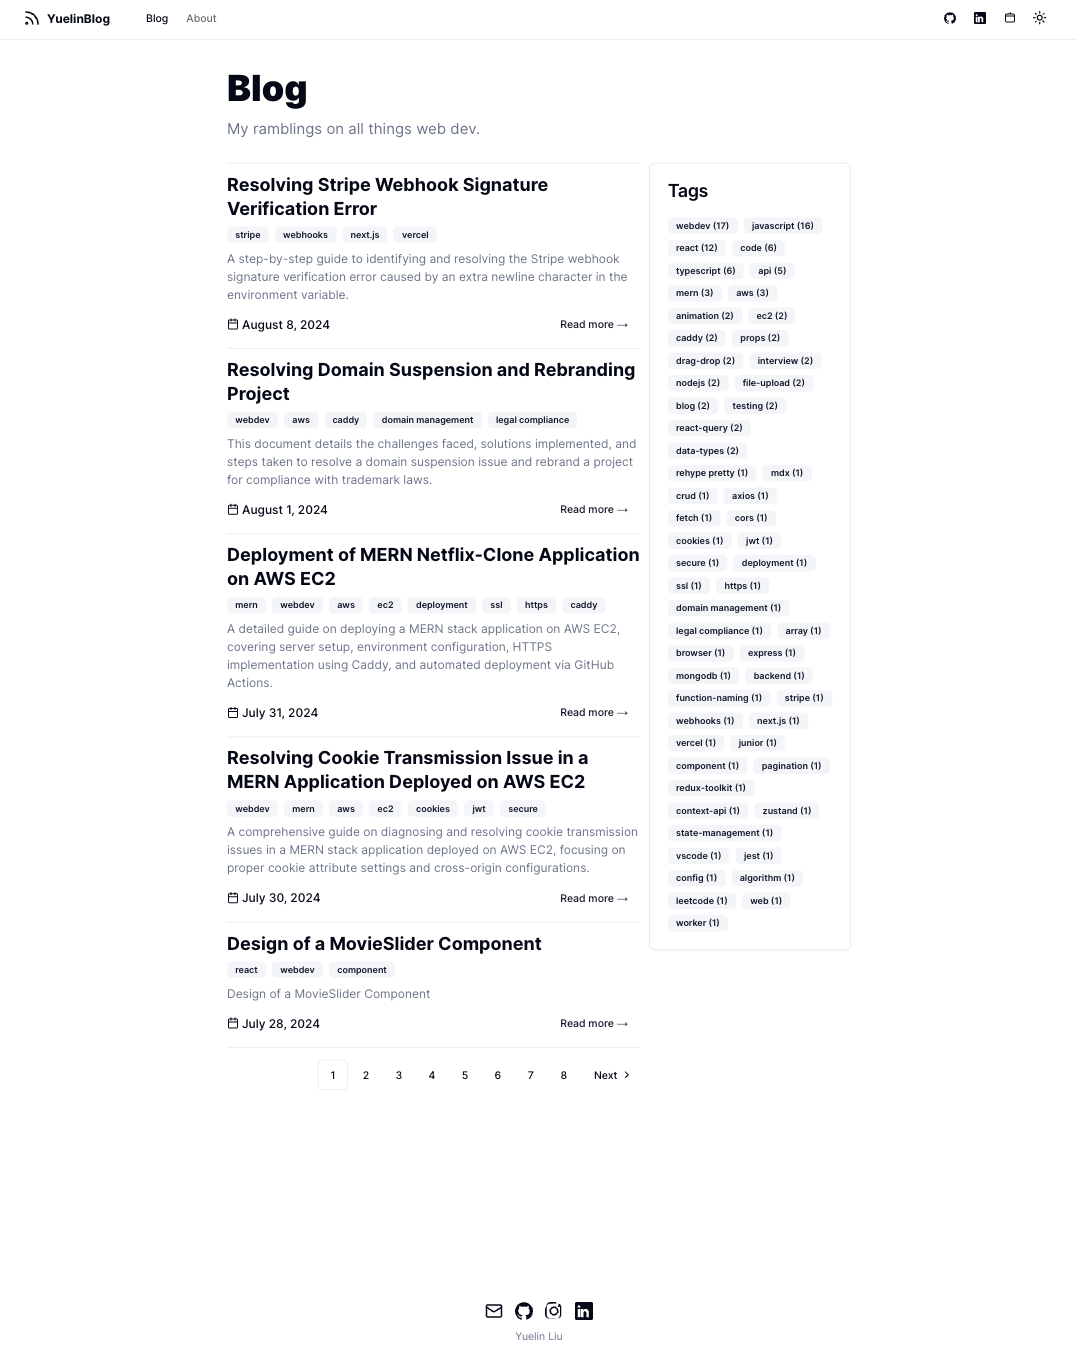 YuelinBlog Blog About
Blog
My ramblings on all things web dev.
Resolving Stripe Webhook Signature
Verification Error
stripe webhooks next.js vercel
A step-by-step guide to identifying and resolving the Stripe webhook
signature verification error caused by an extra newline character in the
environment variable.
August 8, 2024 Read more →
Resolving Domain Suspension and Rebranding
Project
webdev aws caddy domain management legal compliance
This document details the challenges faced, solutions implemented, and
steps taken to resolve a domain suspension issue and rebrand a project
for compliance with trademark laws.
August 1, 2024 Read more →
Deployment of MERN Netflix-Clone Application
on AWS EC2
mern webdev aws ec2 deployment ssl https caddy
A detailed guide on deploying a MERN stack application on AWS EC2,
covering server setup, environment configuration, HTTPS
implementation using Caddy, and automated deployment via GitHub
Actions.
July 31, 2024 Read more →
Resolving Cookie Transmission Issue in a
MERN Application Deployed on AWS EC2
webdev mern aws ec2 cookies jwt secure
A comprehensive guide on diagnosing and resolving cookie transmission
issues in a MERN stack application deployed on AWS EC2, focusing on
proper cookie attribute settings and cross-origin configurations.
July 30, 2024 Read more →
Design of a MovieSlider Component
react webdev component
Design of a MovieSlider Component
July 28, 2024 Read more →
1 2 3 4 5 6 7 8 Next
Tags
webdev (17) javascript (16)
react (12) code (6)
typescript (6) api (5)
mern (3) aws (3)
animation (2) ec2 (2)
caddy (2) props (2)
drag-drop (2) interview (2)
nodejs (2) file-upload (2)
blog (2) testing (2)
react-query (2)
data-types (2)
rehype pretty (1) mdx (1)
crud (1) axios (1)
fetch (1) cors (1)
cookies (1) jwt (1)
secure (1) deployment (1)
ssl (1) https (1)
domain management (1)
legal compliance (1) array (1)
browser (1) express (1)
mongodb (1) backend (1)
function-naming (1) stripe (1)
webhooks (1) next.js (1)
vercel (1) junior (1)
component (1) pagination (1)
redux-toolkit (1)
context-api (1) zustand (1)
state-management (1)
vscode (1) jest (1)
config (1) algorithm (1)
leetcode (1) web (1)
worker (1)
Yuelin Liu